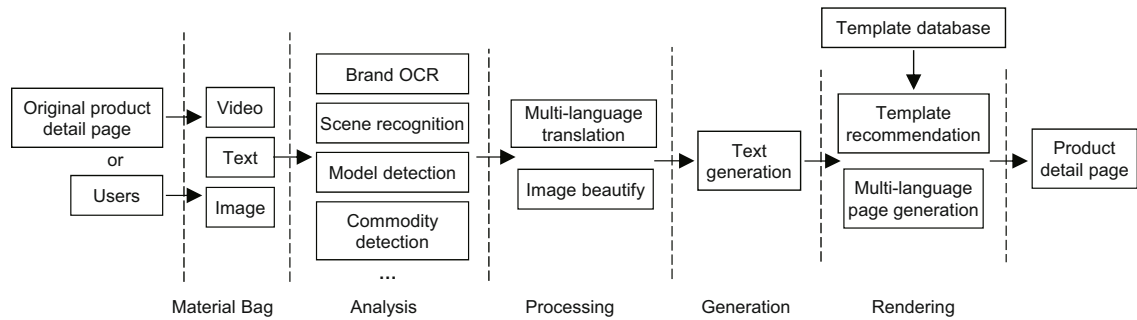 Original product
detail page
or
Users
Video
Text
Image
Brand OCR
Scene recognition
Model detection
Commodity
detection
...
Multi-language
translation
Image beautify
Text
generation
Template database
Template
recommendation
Multi-language
page generation
Product
detail page
Material Bag
Analysis
Processing
Generation
Rendering